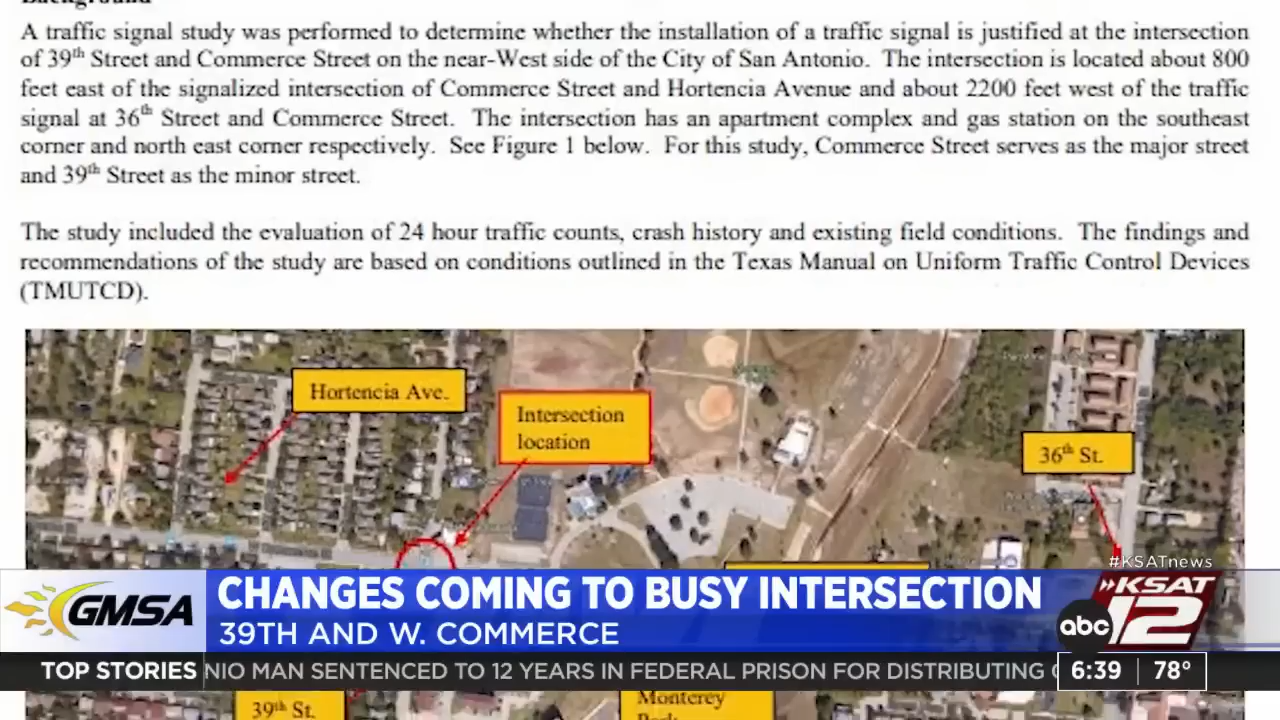 Background
A traffic signal study was performed to determine whether the installation of a traffic signal is justified at the intersection
of 39th Street and Commerce Street on the near-West side of the City of San Antonio. The intersection is located about 800
feet east of the signalized intersection of Commerce Street and Hortencia Avenue and about 2200 feet west of the traffic
signal at 36th Street and Commerce Street. The intersection has an apartment complex and gas station on the southeast
corner and north east corner respectively. See Figure 1 below. For this study, Commerce Street serves as the major street
and 39th Street as the minor street.
The study included the evaluation of 24 hour traffic counts, crash history and existing field conditions. The findings and
recommendations of the study are based on conditions outlined in the Texas Manual on Uniform Traffic Control Devices
(TMUTCD).
Hortencia Ave.
Intersection
location
36th St.
#KSATnews
GMSA
CHANGES COMING TO BUSY INTERSECTION
39TH AND W. COMMERCE
abc
KSAT
12
TOP STORIES
NIO MAN SENTENCED TO 12 YEARS IN FEDERAL PRISON FOR DISTRIBUTING
6:39
78°
39th St.
Monterey
Park